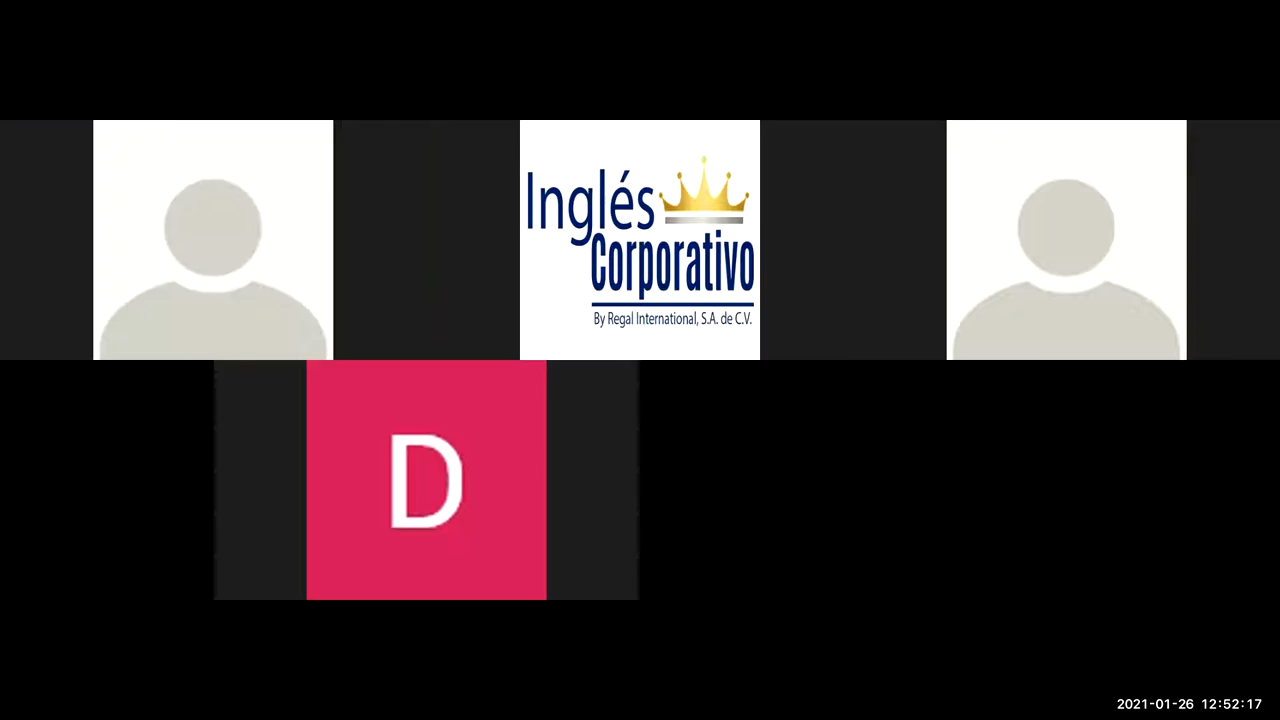 Inglés
Corporativo
By Regal International, S.A. de C.V.
D
2021-01-26 12:52:17